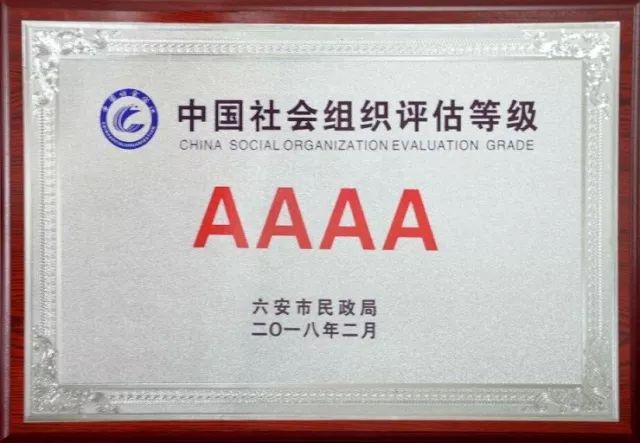 中国社会组织评估等级
CHINA SOCIAL ORGANIZATION EVALUATION GRADE
AAAA
六安市民政局
二〇一八年二月